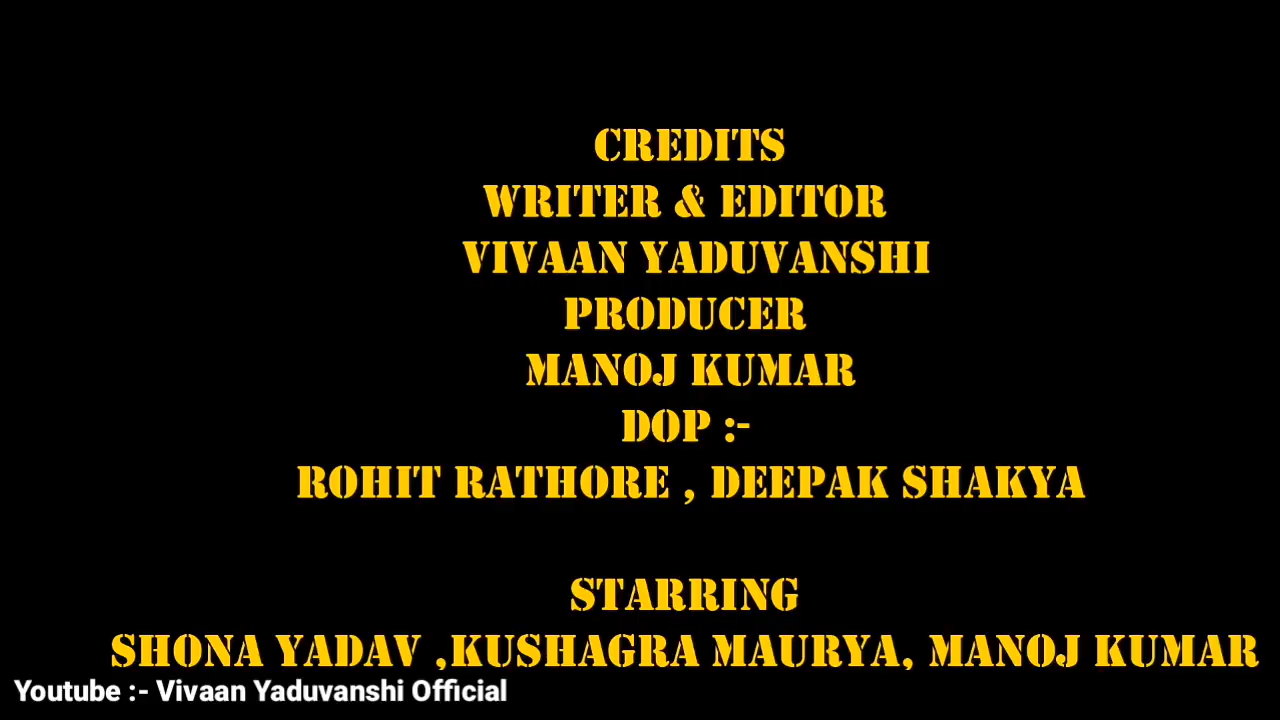 CREDITS
WRITER & EDITOR
VIVAAN YADUVANSHI
PRODUCER
MANOJ KUMAR
DOP :-
ROHIT RATHORE , DEEPAK SHAKYA
STARRING
SHONA YADAV ,KUSHAGRA MAURYA, MANOJ KUMAR
Youtube :- Vivaan Yaduvanshi Official